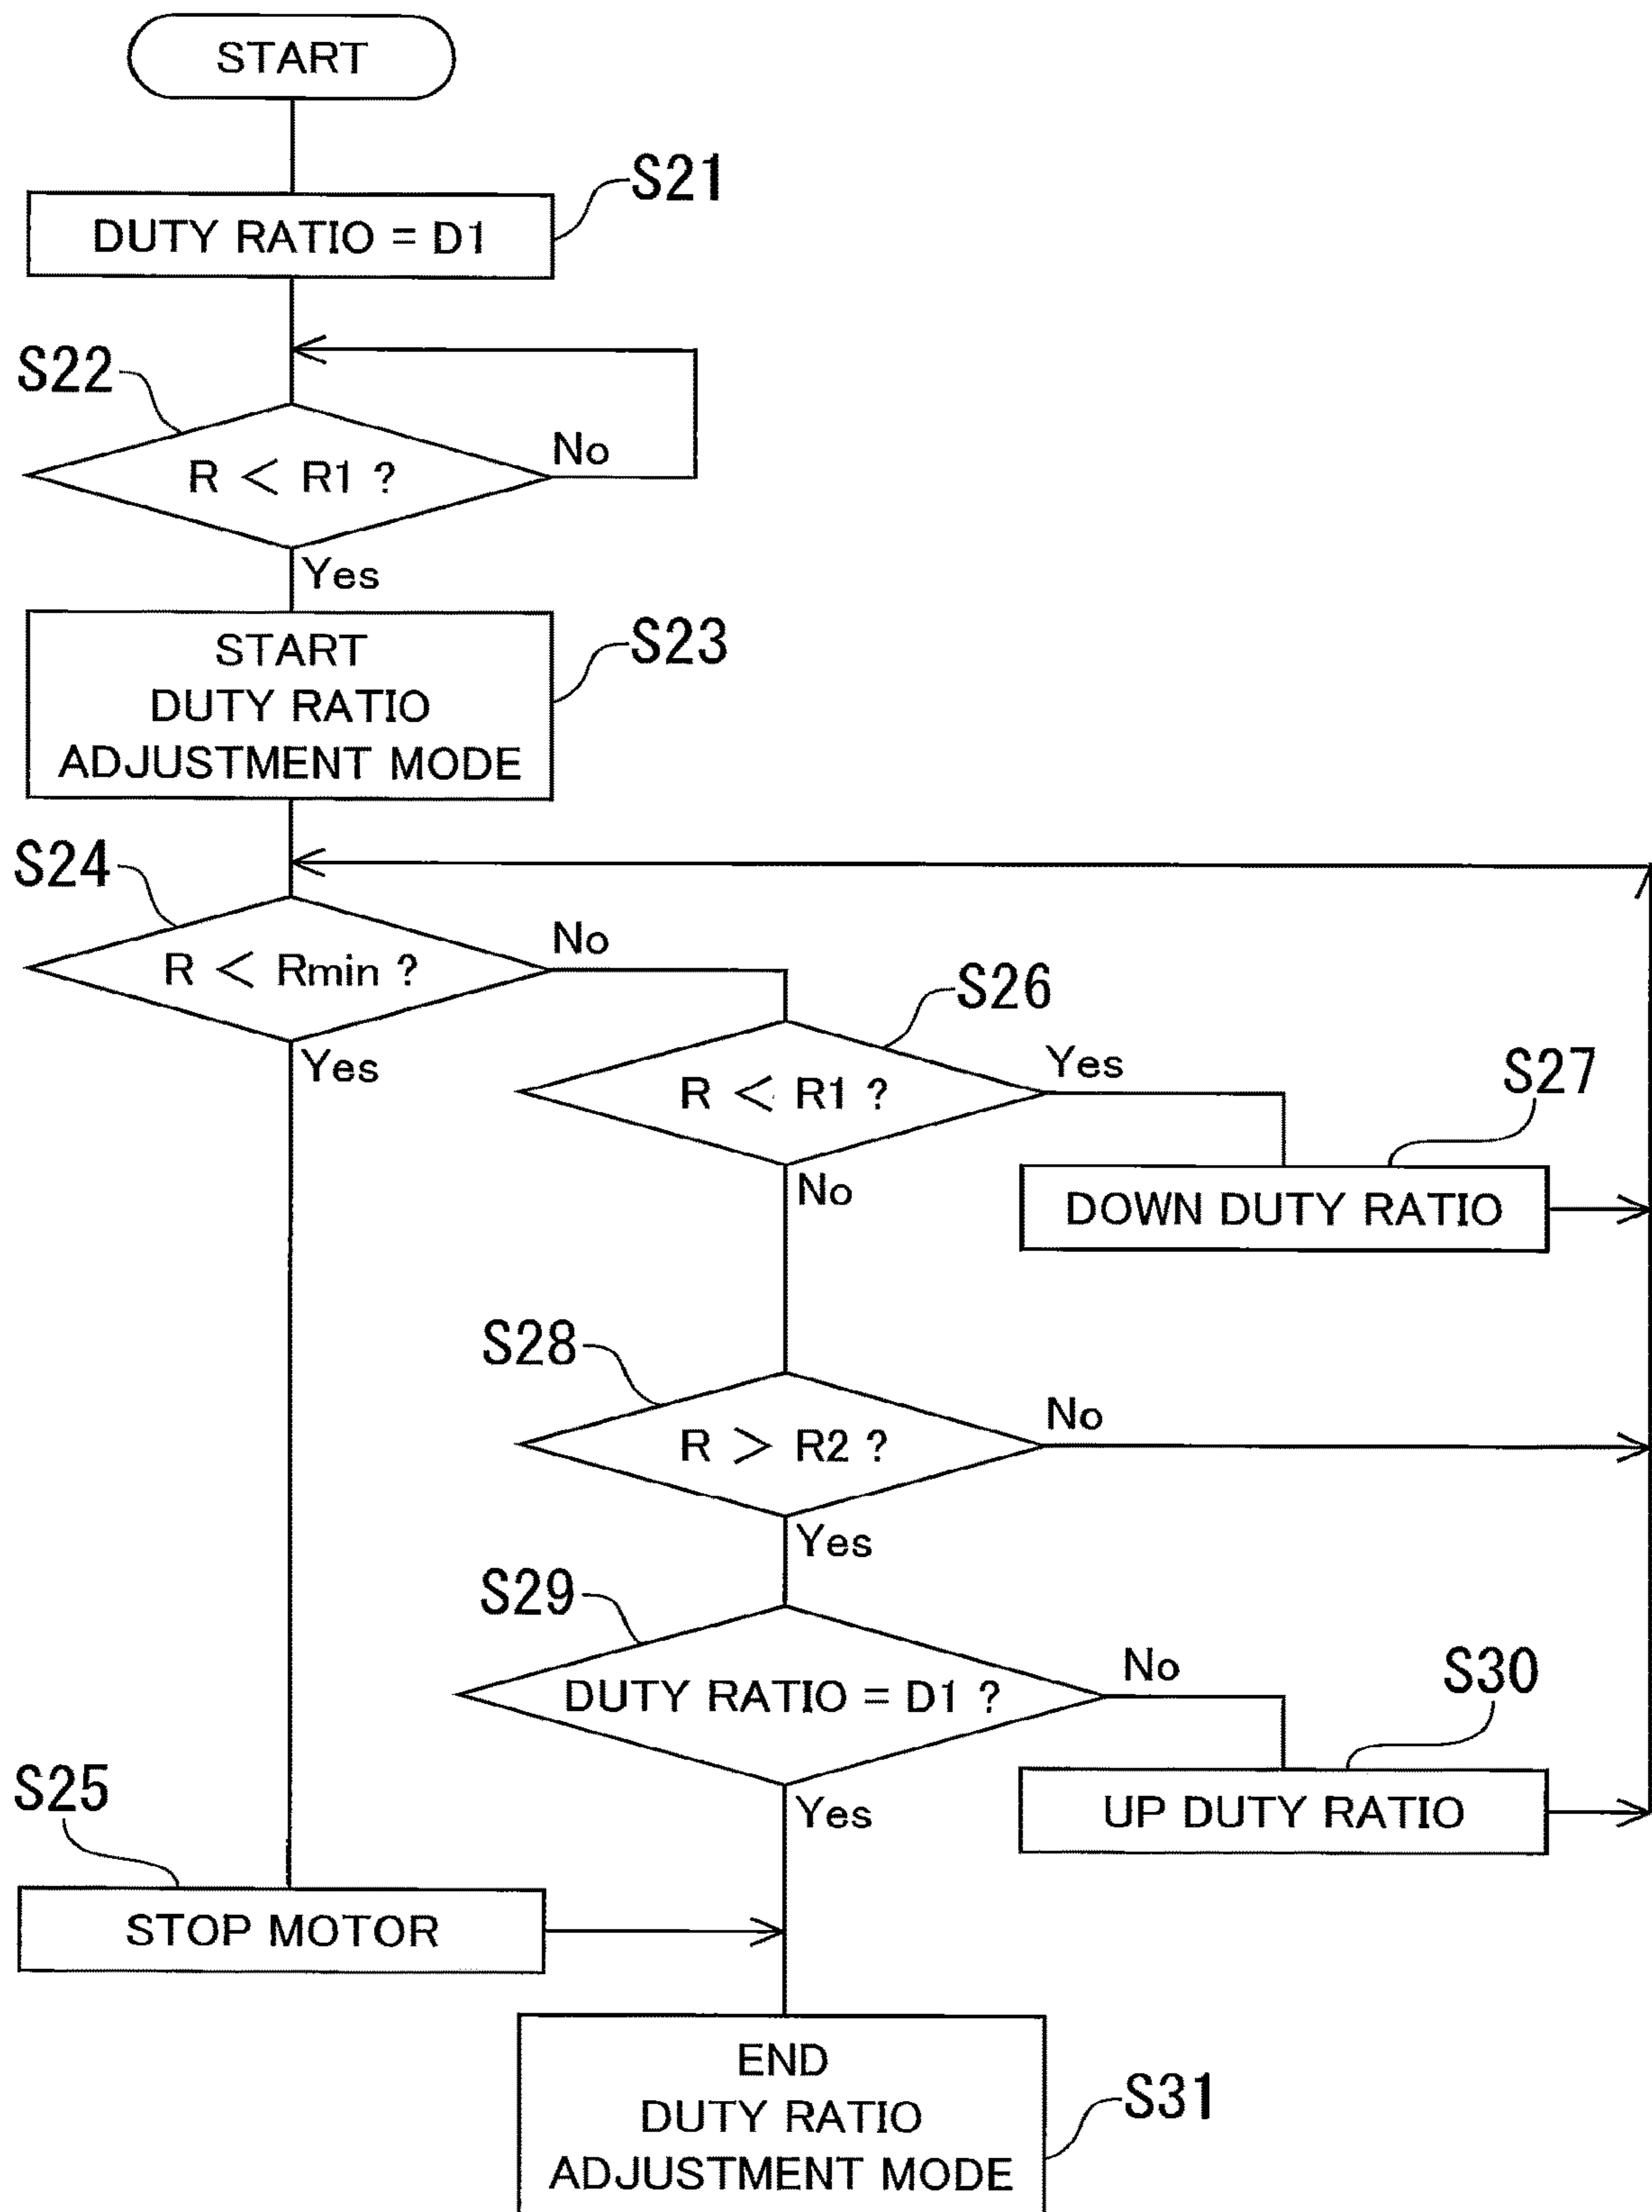 START
S21
DUTY RATIO = D1
S22
R < R1 ?
No
Yes
S23
START
DUTY RATIO
ADJUSTMENT MODE
S24
R < Rmin ?
No
Yes
S26
R < R1 ?
Yes
No
S27
DOWN DUTY RATIO
S28
R > R2 ?
No
Yes
S29
DUTY RATIO = D1 ?
No
Yes
S30
UP DUTY RATIO
S25
STOP MOTOR
S31
END
DUTY RATIO
ADJUSTMENT MODE